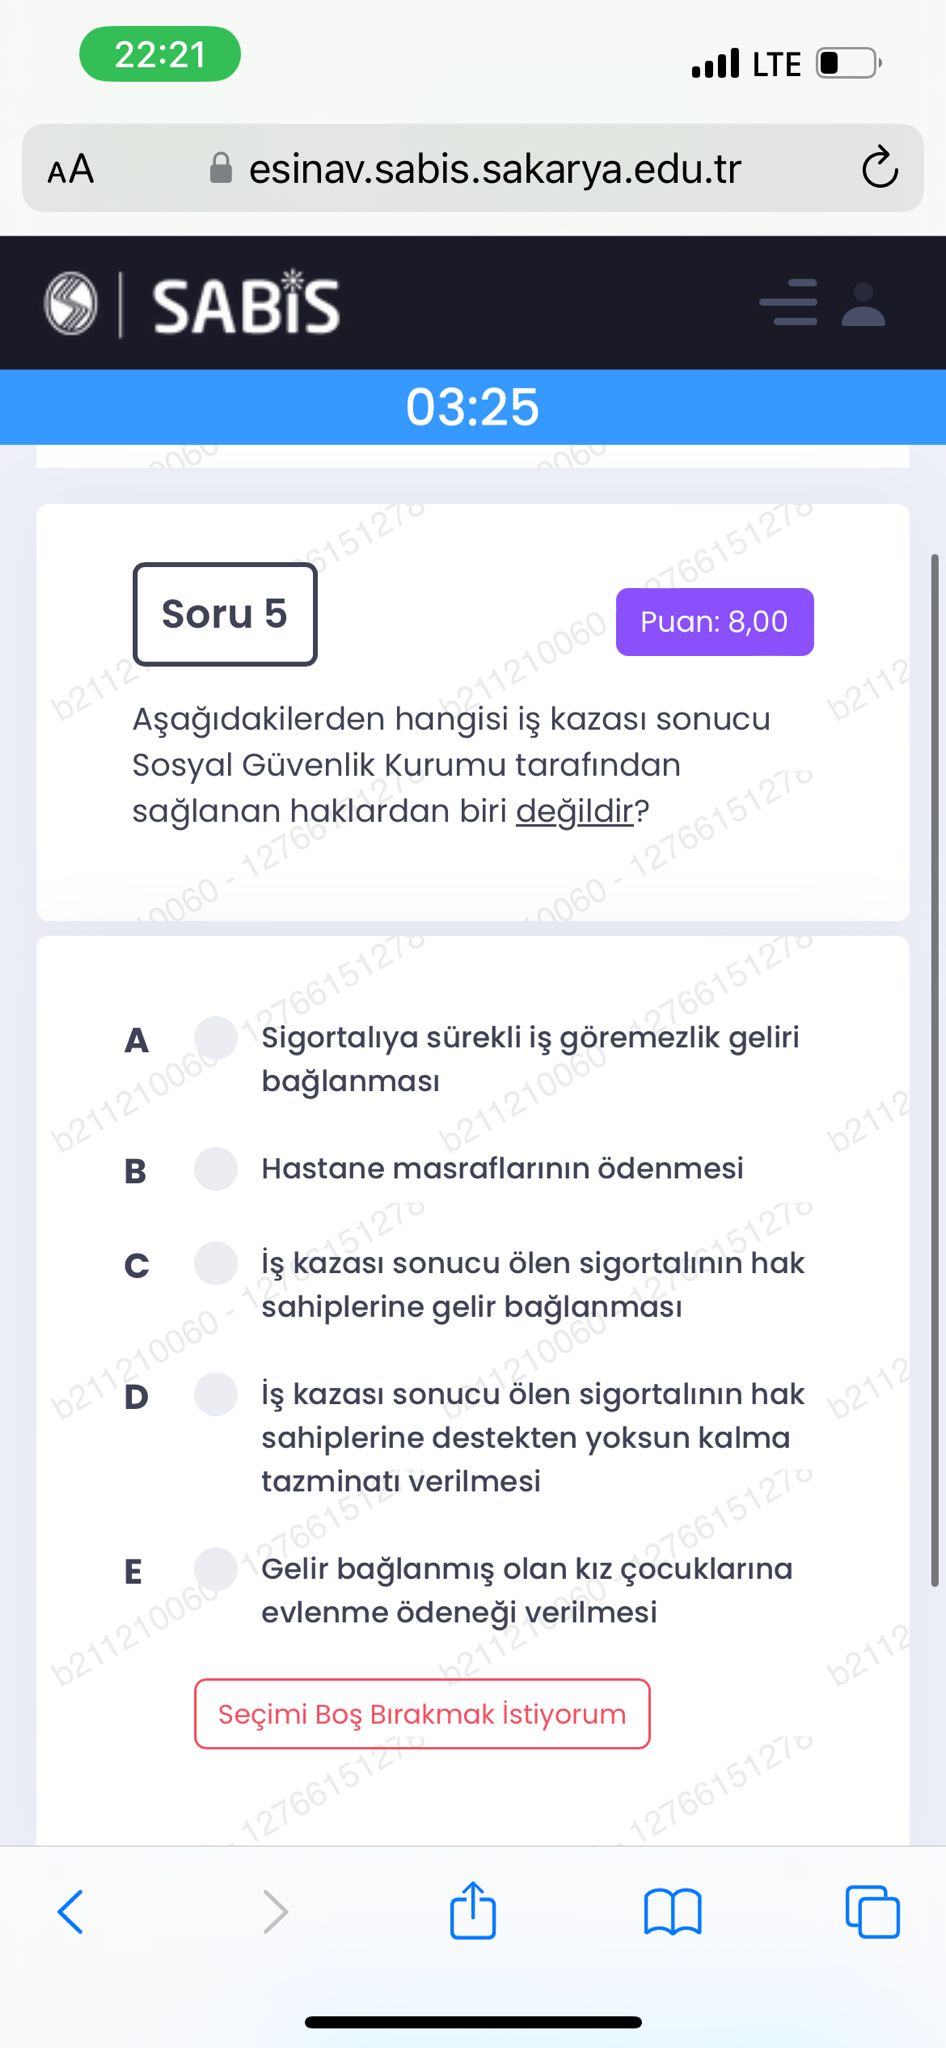 22:21
LTE
AA
esinav.sabis.sakarya.edu.tr
SABİS
03:25
Soru 5
Puan: 8,00
Aşağıdakilerden hangisi iş kazası sonucu
Sosyal Güvenlik Kurumu tarafından
sağlanan haklardan biri değildir?
A
Sigortalıya sürekli iş göremezlik geliri
bağlanması
B
Hastane masraflarının ödenmesi
C
İş kazası sonucu ölen sigortalının hak
sahiplerine gelir bağlanması
D
İş kazası sonucu ölen sigortalının hak
sahiplerine destekten yoksun kalma
tazminatı verilmesi
E
Gelir bağlanmış olan kız çocuklarına
evlenme ödeneği verilmesi
Seçimi Boş Bırakmak İstiyorum
b211210060 - 12766151278